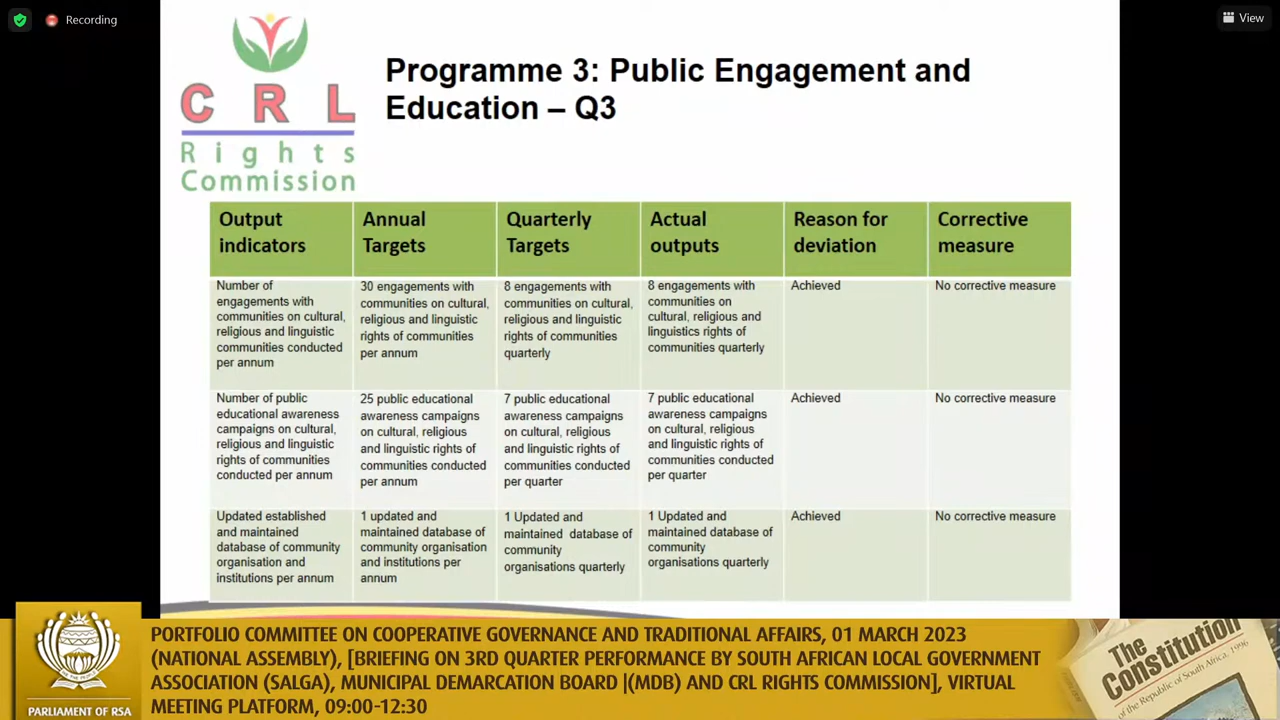 Recording
View
Programme 3: Public Engagement and
Education – Q3
C R L
Rights
Commission
Output
indicators
Annual
Targets
Quarterly
Targets
Actual
outputs
Reason for
deviation
Corrective
measure
Number of
engagements with
communities on cultural,
religious and linguistic
communities conducted
per annum
30 engagements with
communities on cultural,
religious and linguistic
rights of communities
per annum
8 engagements with
communities on cultural,
religious and linguistic
rights of communities
quarterly
8 engagements with
communities on
cultural, religious and
linguistics rights of
communities quarterly
Achieved
No corrective measure
Number of public
educational awareness
campaigns on cultural,
religious and linguistic
rights of communities
conducted per annum
25 public educational
awareness campaigns
on cultural, religious
and linguistic rights of
communities conducted
per annum
7 public educational
awareness campaigns
on cultural, religious
and linguistic rights of
communities conducted
per quarter
7 public educational
awareness campaigns
on cultural, religious
and linguistic rights of
communities conducted
per quarter
Achieved
No corrective measure
Updated established
and maintained
database of community
organisation and
institutions per annum
1 updated and
maintained database of
community organisation
and institutions per
annum
1 Updated and
maintained database of
community
organisations quarterly
1 Updated and
maintained database of
community
organisations quarterly
Achieved
No corrective measure
PARLIAMENT OF RSA
PORTFOLIO COMMITTEE ON COOPERATIVE GOVERNANCE AND TRADITIONAL AFFAIRS, 01 MARCH 2023
(NATIONAL ASSEMBLY), [BRIEFING ON 3RD QUARTER PERFORMANCE BY SOUTH AFRICAN LOCAL GOVERNMENT
ASSOCIATION (SALGA), MUNICIPAL DEMARCATION BOARD |(MDB) AND CRL RIGHTS COMMISSION], VIRTUAL
MEETING PLATFORM, 09:00-12:30
The
Constitution
of the Republic of South Africa, 1996